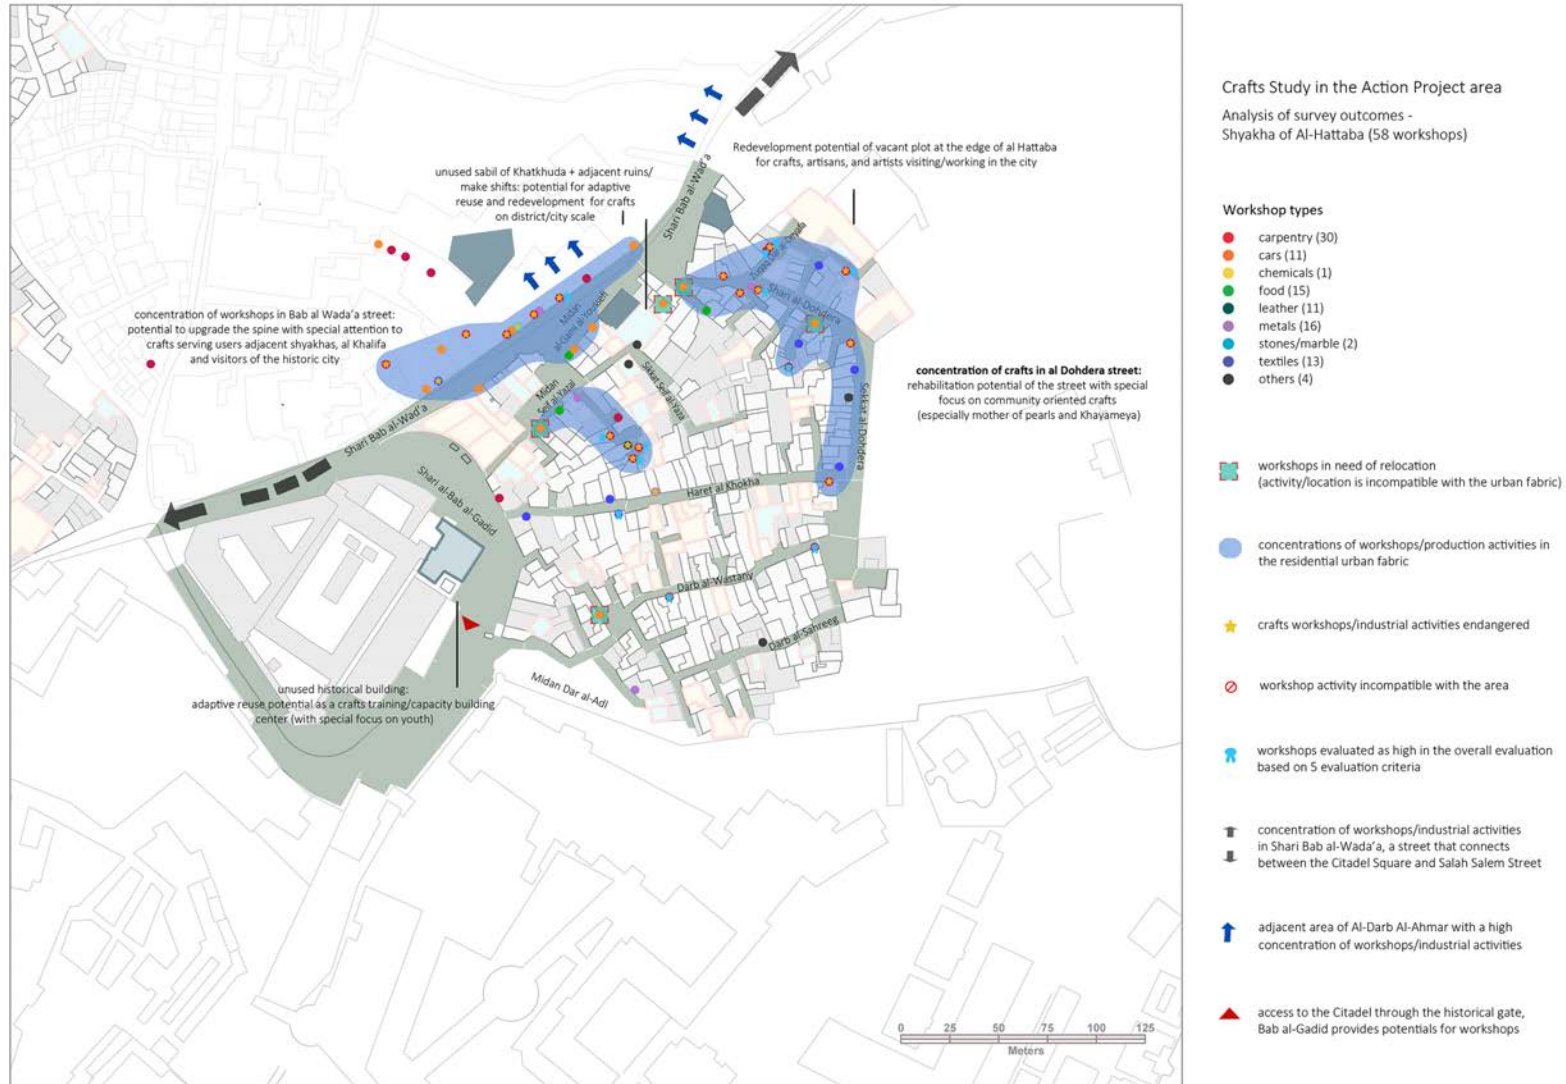 Crafts Study in the Action Project area
Analysis of survey outcomes -
Shyakha of Al-Hattaba (58 workshops)
Workshop types
carpentry (30)
cars (11)
chemicals (1)
food (15)
leather (11)
metals (16)
stones/marble (2)
textiles (13)
others (4)
workshops in need of relocation
(activity/location is incompatible with the urban fabric)
concentrations of workshops/production activities in
the residential urban fabric
crafts workshops/industrial activities endangered
workshop activity incompatible with the area
workshops evaluated as high in the overall evaluation
based on 5 evaluation criteria
concentration of workshops/industrial activities
in Shari Bab al-Wada'a, a street that connects
between the Citadel Square and Salah Salem Street
adjacent area of Al-Darb Al-Ahmar with a high
concentration of workshops/industrial activities
access to the Citadel through the historical gate,
Bab al-Gadid provides potentials for workshops
Redevelopment potential of vacant plot at the edge of al Hattaba
for crafts, artisans, and artists visiting/working in the city
unused sabil of Khatkhuda + adjacent ruins/
make shifts: potential for adaptive
reuse and redevelopment for crafts
on district/city scale
concentration of workshops in Bab al Wada'a street:
potential to upgrade the spine with special attention to
crafts serving users adjacent shyakhas, al Khalifa
and visitors of the historic city
concentration of crafts in al Dohdera street:
rehabilitation potential of the street with special
focus on community oriented crafts
(especially mother of pearls and Khayameya)
unused historical building:
adaptive reuse potential as a crafts training/capacity building
center (with special focus on youth)
Shari Bab al-Wad'a
Shari al-Dohdera
Midan
al-Gami al-Youssefi
Midan
Seif al-Yazal
Sikkat Seif al-Yaza
Sekkat al-Dohdera
Shari Bab al-Wad'a
Shari al-Bab al-Gadid
Haret al Khokha
Darb al-Wastany
Darb al-Sahreeg
Midan Dar al-Adl
0 25 50 75 100 125
Meters